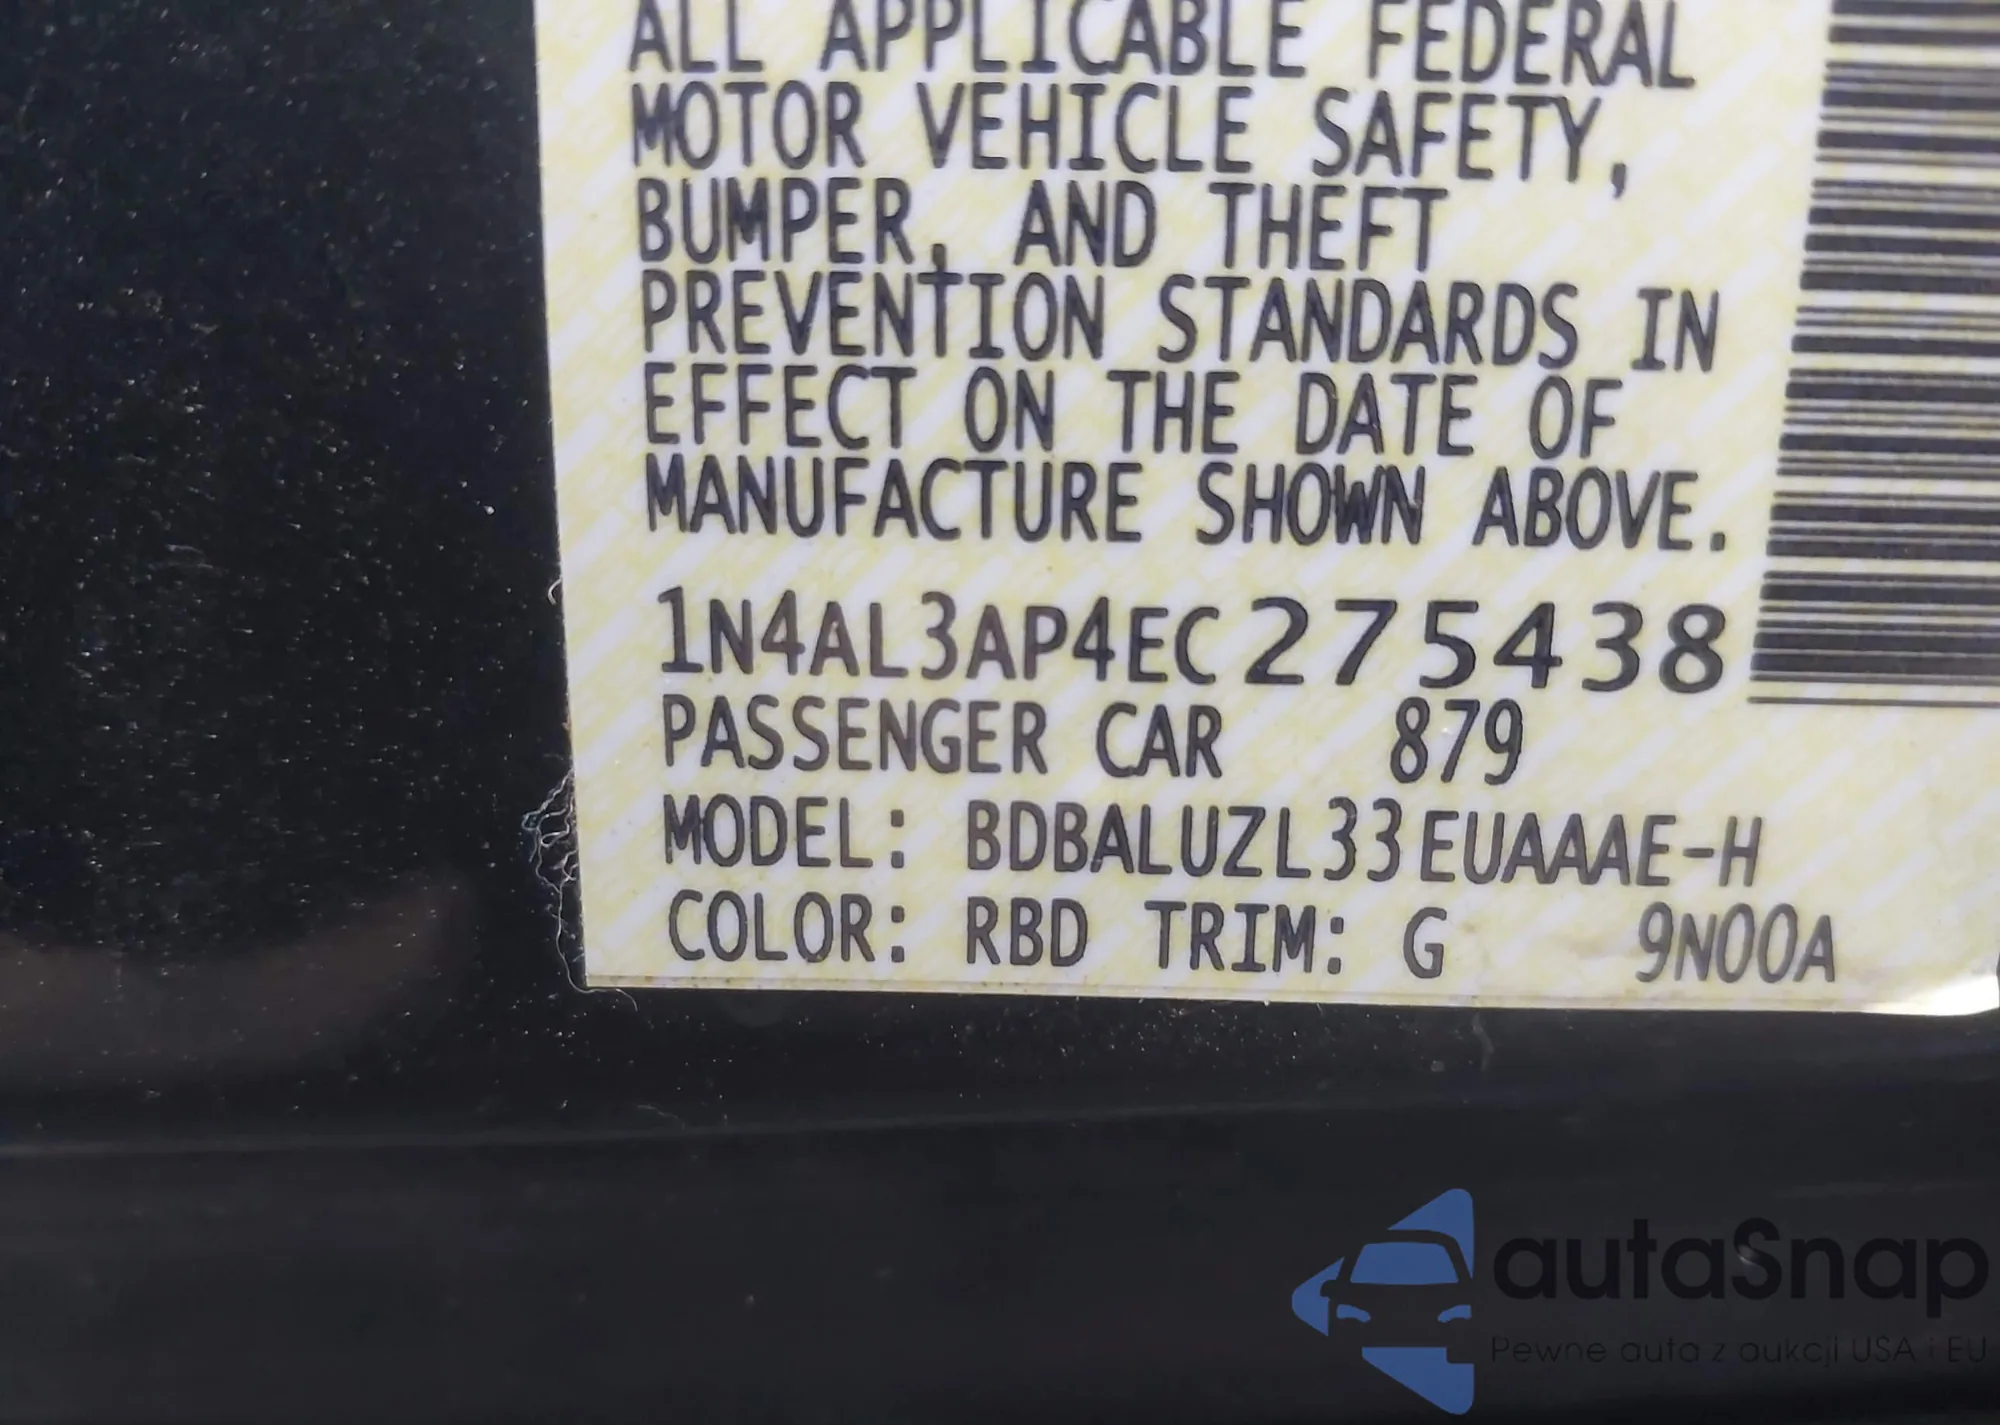 ALL APPLICABLE FEDERAL
MOTOR VEHICLE SAFETY,
BUMPER, AND THEFT
PREVENTION STANDARDS IN
EFFECT ON THE DATE OF
MANUFACTURE SHOWN ABOVE.
1N4AL3AP4EC275438
PASSENGER CAR 879
MODEL: BDBALUZL33EUAAAE-H
COLOR: RBD TRIM: G 9N00A
autaSnap
Pewne auta z aukcji USA i EU